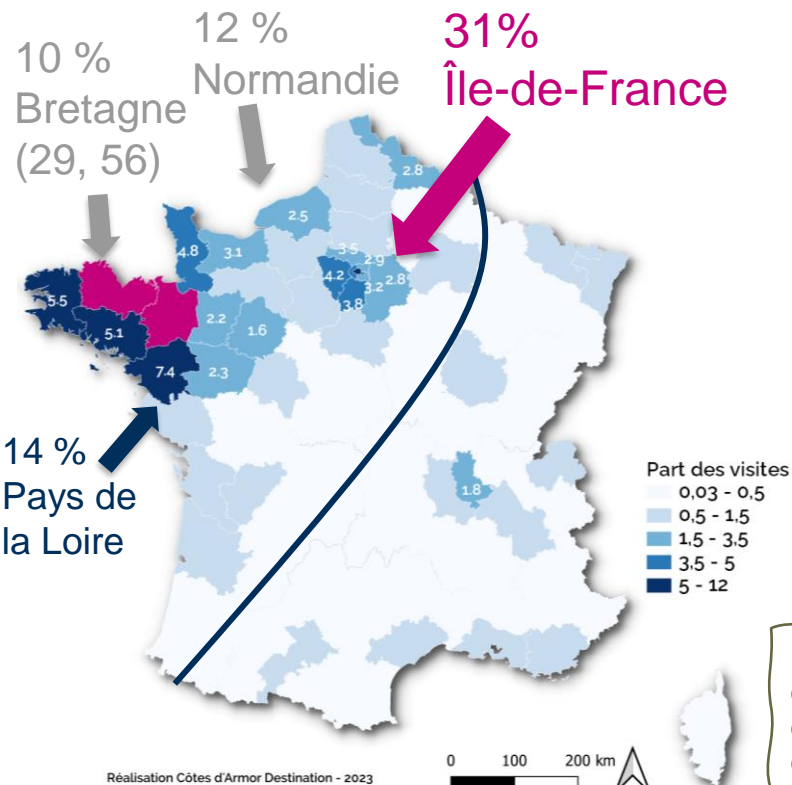 12 %
Normandie
31%
Île-de-France
10 %
Bretagne
(29, 56)
14 %
Pays de
la Loire
2.8
2.5
4.8
3.1
3.5
2.9
4.2
3.2
2.8
3.8
5.5
5.1
2.2
1.6
7.4
2.3
1.8
Part des visites
0,03 - 0,5
0,5 - 1,5
1,5 - 3,5
3,5 - 5
5 - 12
0 100 200 km
Réalisation Côtes d'Armor Destination - 2023